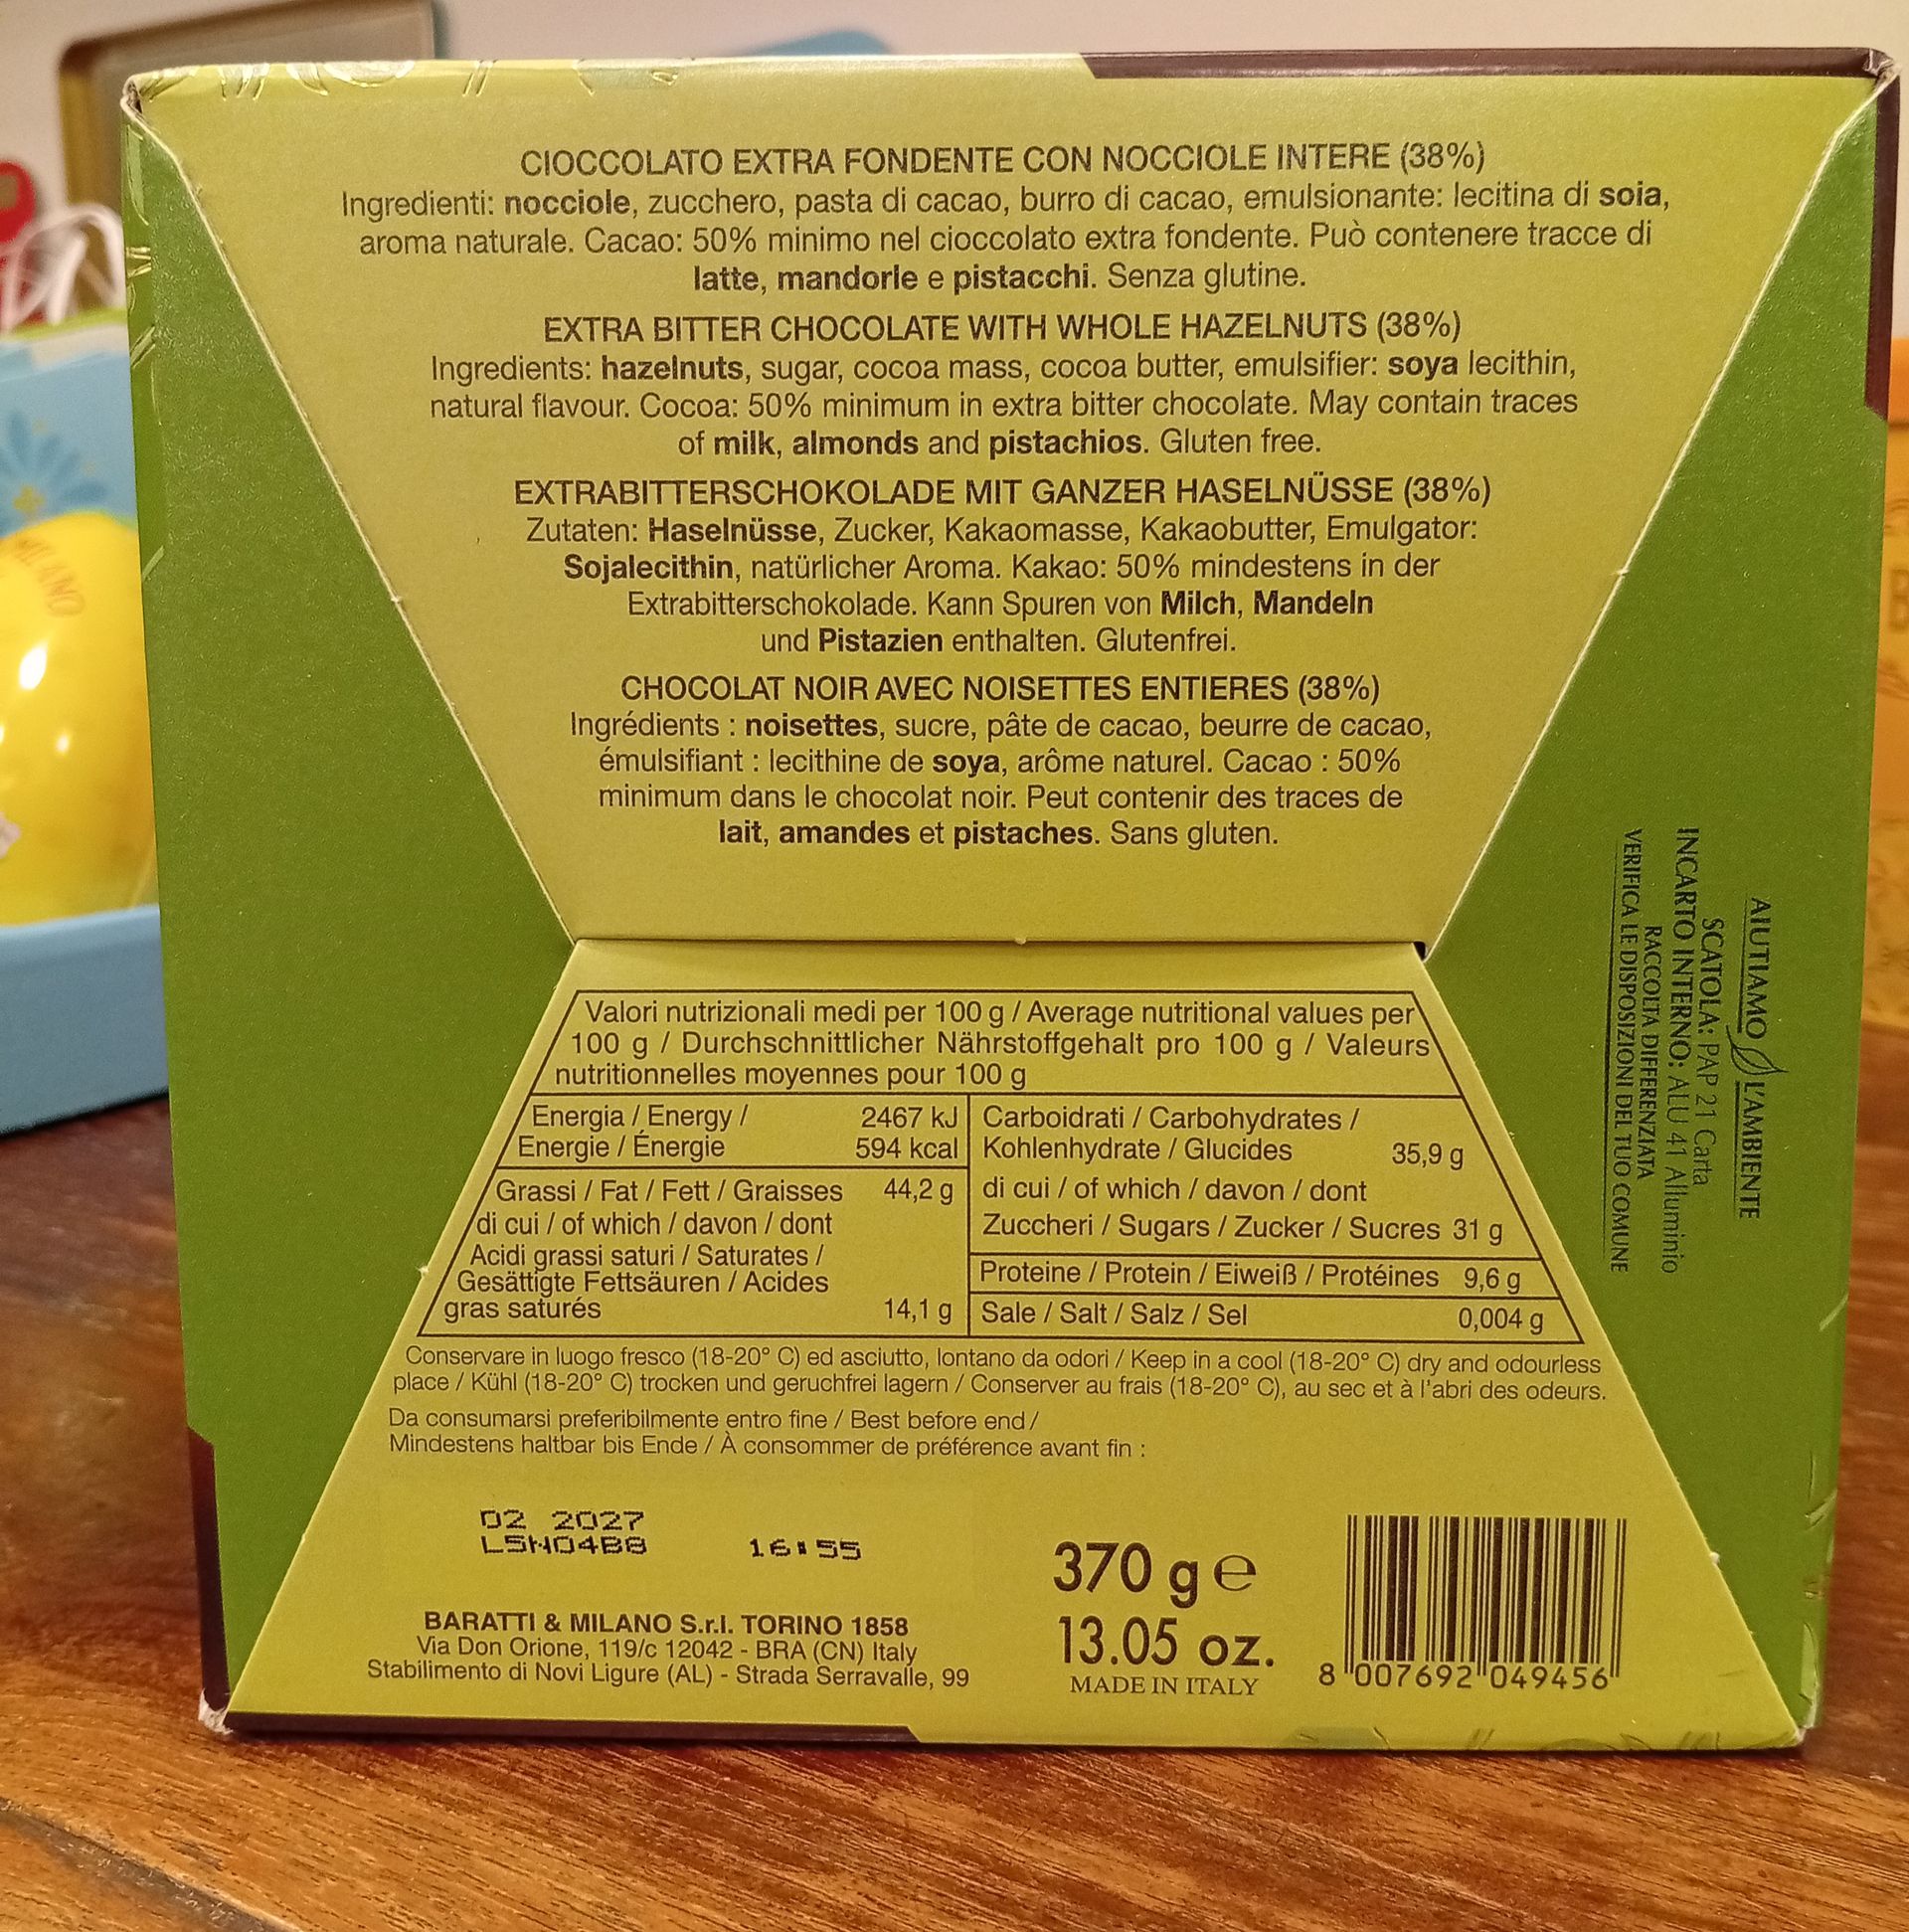 CIOCCOLATO EXTRA FONDENTE CON NOCCIOLE INTERE (38%)
Ingredienti: nocciole, zucchero, pasta di cacao, burro di cacao, emulsionante: lecitina di soia,
aroma naturale. Cacao: 50% minimo nel cioccolato extra fondente. Può contenere tracce di
latte, mandorle e pistacchi. Senza glutine.
EXTRA BITTER CHOCOLATE WITH WHOLE HAZELNUTS (38%)
Ingredients: hazelnuts, sugar, cocoa mass, cocoa butter, emulsifier: soya lecithin,
natural flavour. Cocoa: 50% minimum in extra bitter chocolate. May contain traces
of milk, almonds and pistachios. Gluten free.
EXTRABITTERSCHOKOLADE MIT GANZER HASELNÜSSE (38%)
Zutaten: Haselnüsse, Zucker, Kakaomasse, Kakaobutter, Emulgator:
Sojalecithin, natürlicher Aroma. Kakao: 50% mindestens in der
Extrabitterschokolade. Kann Spuren von Milch, Mandeln
und Pistazien enthalten. Glutenfrei.
CHOCOLAT NOIR AVEC NOISETTES ENTIERES (38%)
Ingrédients : noisettes, sucre, pâte de cacao, beurre de cacao,
émulsifiant : lecithine de soya, arôme naturel. Cacao : 50%
minimum dans le chocolat noir. Peut contenir des traces de
lait, amandes et pistaches. Sans gluten.
Valori nutrizionali medi per 100 g / Average nutritional values per
100 g / Durchschnittlicher Nährstoffgehalt pro 100 g / Valeurs
nutritionnelles moyennes pour 100 g
Energia / Energy / 2467 kJ
Energie / Énergie 594 kcal
Grassi / Fat / Fett / Graisses 44,2 g
di cui / of which / davon / dont
Acidi grassi saturi / Saturates /
Gesättigte Fettsäuren / Acides
gras saturés 14,1 g
Carboidrati / Carbohydrates /
Kohlenhydrate / Glucides 35,9 g
di cui / of which / davon / dont
Zuccheri / Sugars / Zucker / Sucres 31 g
Proteine / Protein / Eiweiß / Protéines 9,6 g
Sale / Salt / Salz / Sel 0,004 g
Conservare in luogo fresco (18-20° C) ed asciutto, lontano da odori / Keep in a cool (18-20° C) dry and odourless
place / Kühl (18-20° C) trocken und geruchfrei lagern / Conserver au frais (18-20° C), au sec et à l'abri des odeurs.
Da consumarsi preferibilmente entro fine / Best before end /
Mindestens haltbar bis Ende / À consommer de préférence avant fin :
02 2027
L5N04B8 16:55
BARATTI & MILANO S.r.l. TORINO 1858
Via Don Orione, 119/c 12042 - BRA (CN) Italy
Stabilimento di Novi Ligure (AL) - Strada Serravalle, 99
370 g e
13.05 oz.
MADE IN ITALY
8 007692 049456
AIUTIAMO L'AMBIENTE
SCATOLA: PAP 21 Carta
INCARTO INTERNO: ALU 41 Alluminio
RACCOLTA DIFFERENZIATA
VERIFICA LE DISPOSIZIONI DEL TUO COMUNE
MILANO